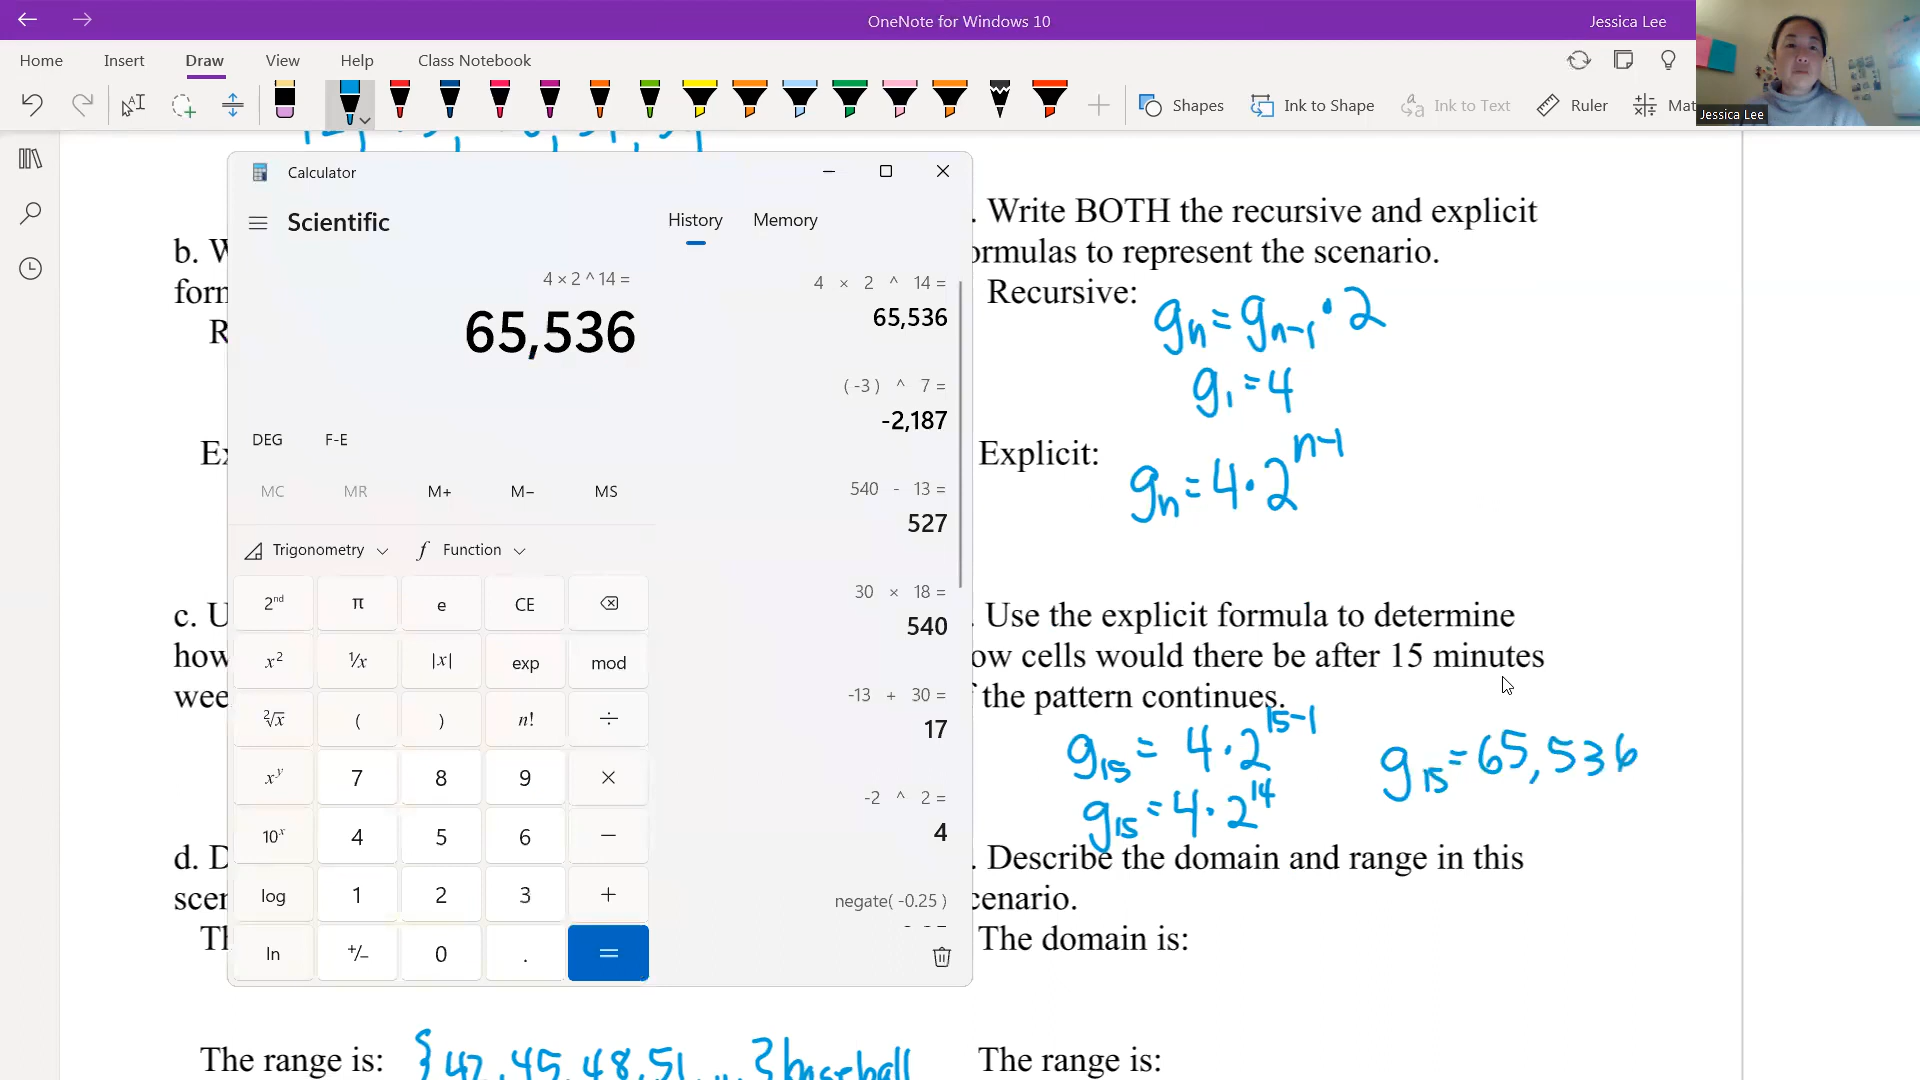 OneNote for Windows 10
Jessica Lee
Home Insert Draw View Help Class Notebook
Shapes Ink to Shape Ink to Text Ruler Mat
Jessica Lee
Calculator
Scientific
History Memory
4 × 2 ^ 14 =
65,536
DEG F-E
MC MR M+ M− MS
Trigonometry f Function
2nd π e CE
x² ¹/x |x| exp mod
²√x ( ) n! ÷
xʸ 7 8 9 ×
10ˣ 4 5 6 −
log 1 2 3 +
ln +/− 0 . =
4 × 2 ^ 14 =
65,536
(-3) ^ 7 =
-2,187
540 - 13 =
527
30 × 18 =
540
-13 + 30 =
17
-2 ^ 2 =
4
negate( -0.25 )
b. W
forn
R
Ex
c. U
how
wee
d. D
scen
Th
The range is: {42, 45, 48, 51, ... } baseball
. Write BOTH the recursive and explicit
ormulas to represent the scenario.
Recursive: gₙ = gₙ₋₁ · 2
g₁ = 4
Explicit: gₙ = 4 · 2ⁿ⁻¹
. Use the explicit formula to determine
ow cells would there be after 15 minutes
f the pattern continues.
g₁₅ = 4 · 2¹⁵⁻¹ g₁₅ = 65,536
g₁₅ = 4 · 2¹⁴
. Describe the domain and range in this
cenario.
The domain is:
The range is: